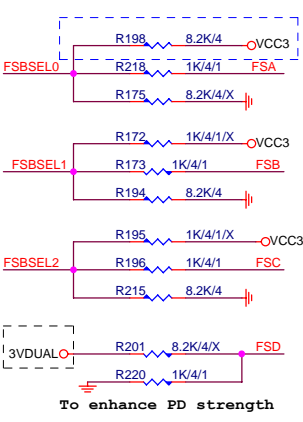 R198 8.2K/4 VCC3
FSBSEL0 R218 1K/4/1 FSA
R175 8.2K/4/X
R172 1K/4/1/X VCC3
FSBSEL1 R173 1K/4/1 FSB
R194 8.2K/4
R195 1K/4/1/X VCC3
FSBSEL2 R196 1K/4/1 FSC
R215 8.2K/4
3VDUAL R201 8.2K/4/X FSD
R220 1K/4/1
To enhance PD strength